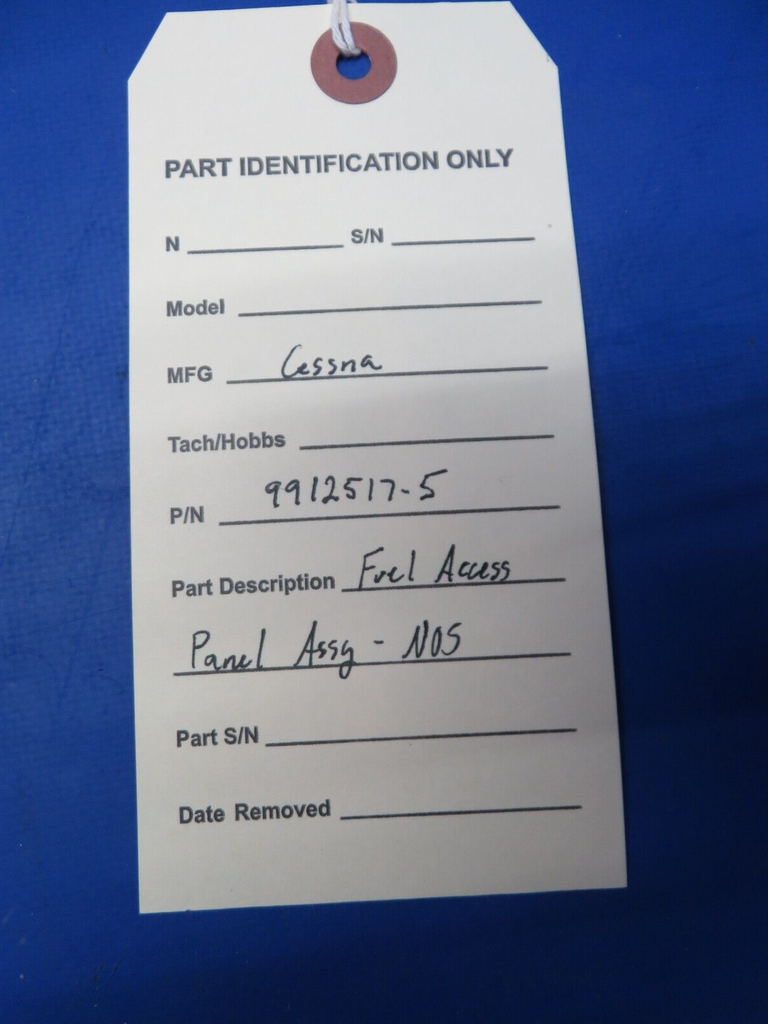 PART IDENTIFICATION ONLY
N S/N
Model
MFG Cessna
Tach/Hobbs
P/N 9912517-5
Part Description Fuel Access
Panel Assy - NOS
Part S/N
Date Removed